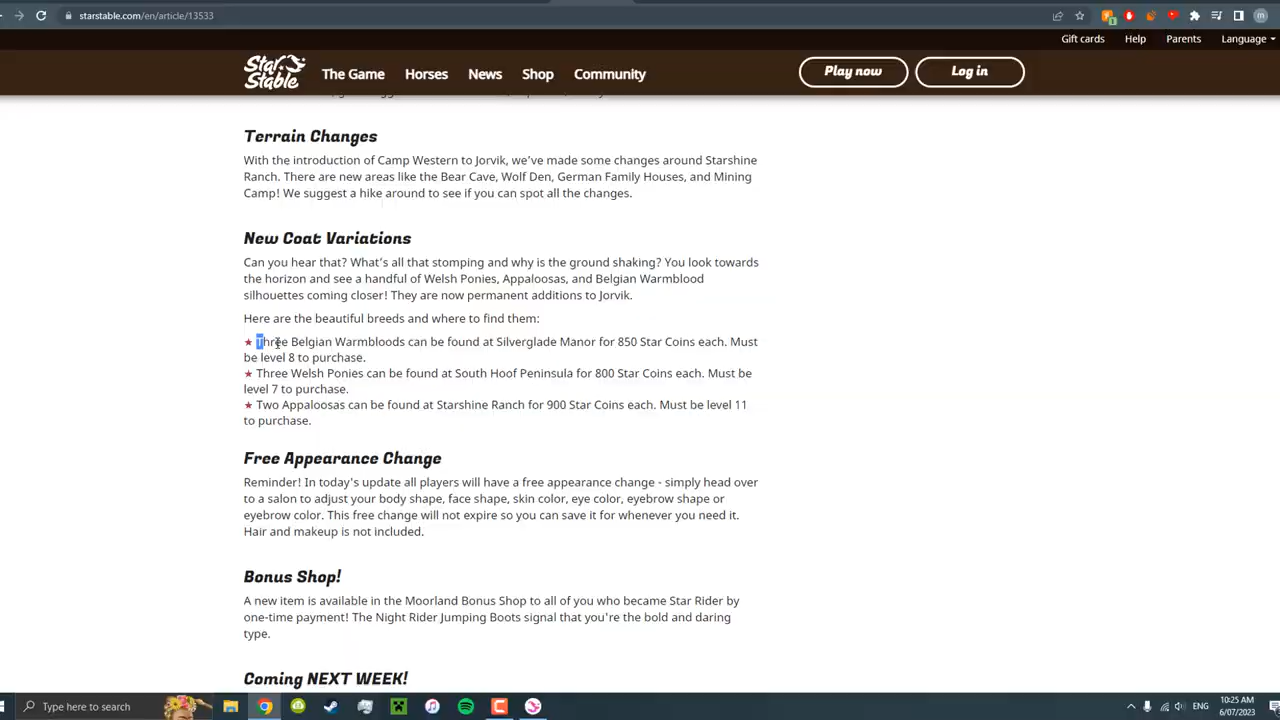 starstable.com/en/article/13533
Gift cards Help Parents Language
Star Stable The Game Horses News Shop Community Play now Log in
Terrain Changes
With the introduction of Camp Western to Jorvik, we've made some changes around Starshine
Ranch. There are new areas like the Bear Cave, Wolf Den, German Family Houses, and Mining
Camp! We suggest a hike around to see if you can spot all the changes.
New Coat Variations
Can you hear that? What's all that stomping and why is the ground shaking? You look towards
the horizon and see a handful of Welsh Ponies, Appaloosas, and Belgian Warmblood
silhouettes coming closer! They are now permanent additions to Jorvik.
Here are the beautiful breeds and where to find them:
★ Three Belgian Warmbloods can be found at Silverglade Manor for 850 Star Coins each. Must
be level 8 to purchase.
★ Three Welsh Ponies can be found at South Hoof Peninsula for 800 Star Coins each. Must be
level 7 to purchase.
★ Two Appaloosas can be found at Starshine Ranch for 900 Star Coins each. Must be level 11
to purchase.
Free Appearance Change
Reminder! In today's update all players will have a free appearance change - simply head over
to a salon to adjust your body shape, face shape, skin color, eye color, eyebrow shape or
eyebrow color. This free change will not expire so you can save it for whenever you need it.
Hair and makeup is not included.
Bonus Shop!
A new item is available in the Moorland Bonus Shop to all of you who became Star Rider by
one-time payment! The Night Rider Jumping Boots signal that you're the bold and daring
type.
Coming NEXT WEEK!
Type here to search
ENG
10:25 AM
6/07/2023